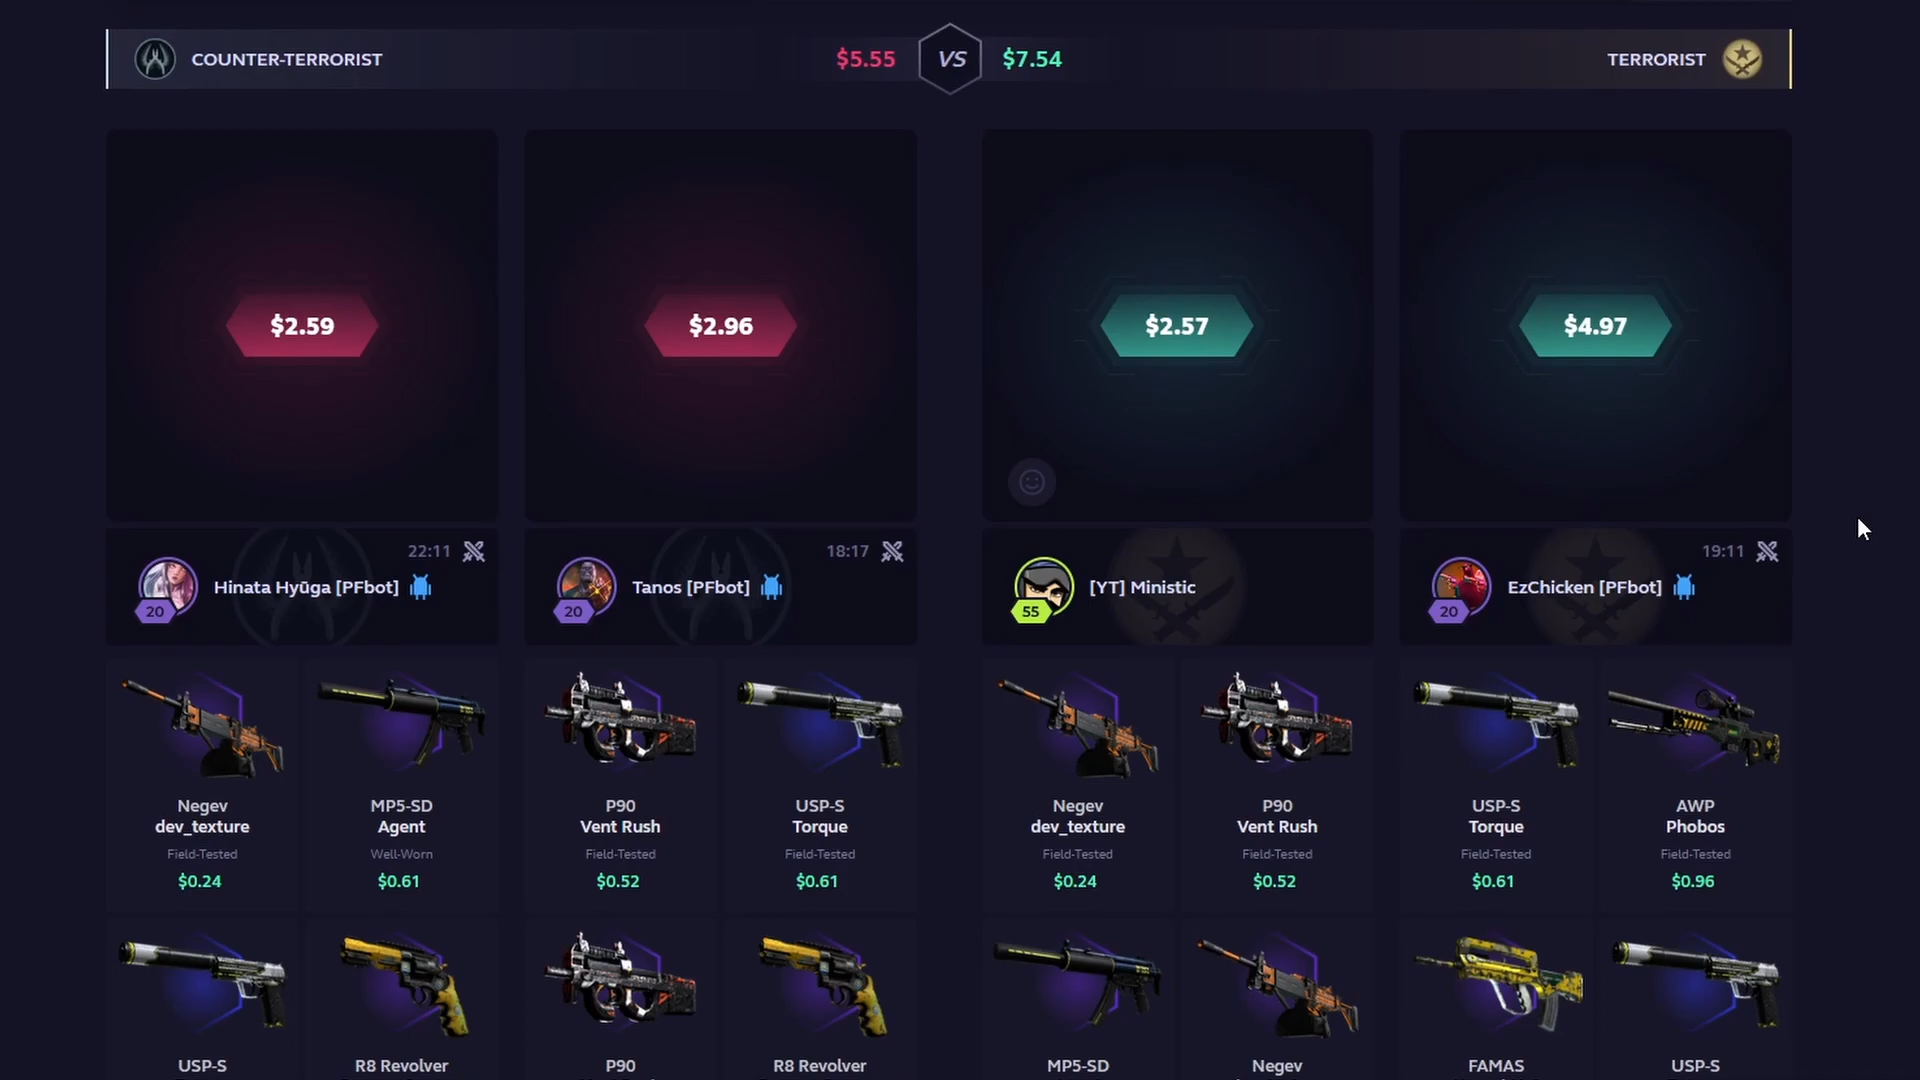 COUNTER-TERRORIST
$5.55
VS
$7.54
TERRORIST
$2.59
$2.96
$2.57
$4.97
22:11
Hinata Hyūga [PFbot]
20
18:17
Tanos [PFbot]
20
[YT] Ministic
55
19:11
EzChicken [PFbot]
20
Negev
dev_texture
Field-Tested
$0.24
MP5-SD
Agent
Well-Worn
$0.61
P90
Vent Rush
Field-Tested
$0.52
USP-S
Torque
Field-Tested
$0.61
Negev
dev_texture
Field-Tested
$0.24
P90
Vent Rush
Field-Tested
$0.52
USP-S
Torque
Field-Tested
$0.61
AWP
Phobos
Field-Tested
$0.96
USP-S
R8 Revolver
P90
R8 Revolver
MP5-SD
Negev
FAMAS
USP-S